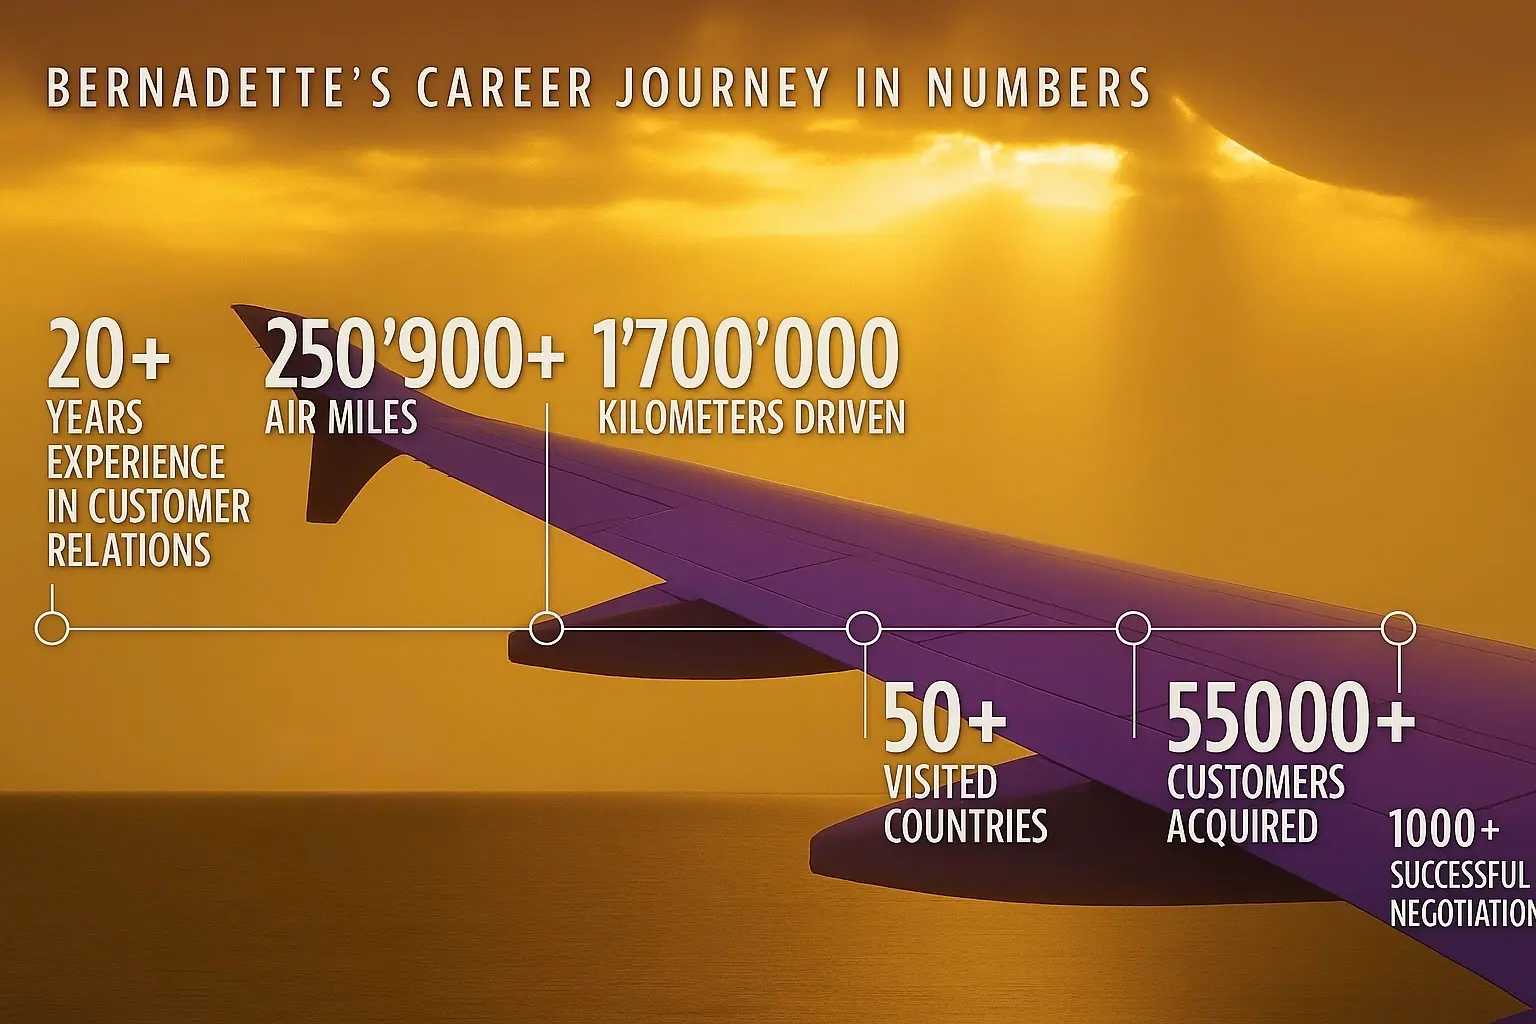 BERNADETTE’S CAREER JOURNEY IN NUMBERS
20+
YEARS
EXPERIENCE
IN CUSTOMER
RELATIONS
250’900+
AIR MILES
1’700’000
KILOMETERS DRIVEN
50+
VISITED
COUNTRIES
55000+
CUSTOMERS
ACQUIRED
1000+
SUCCESSFUL
NEGOTIATION